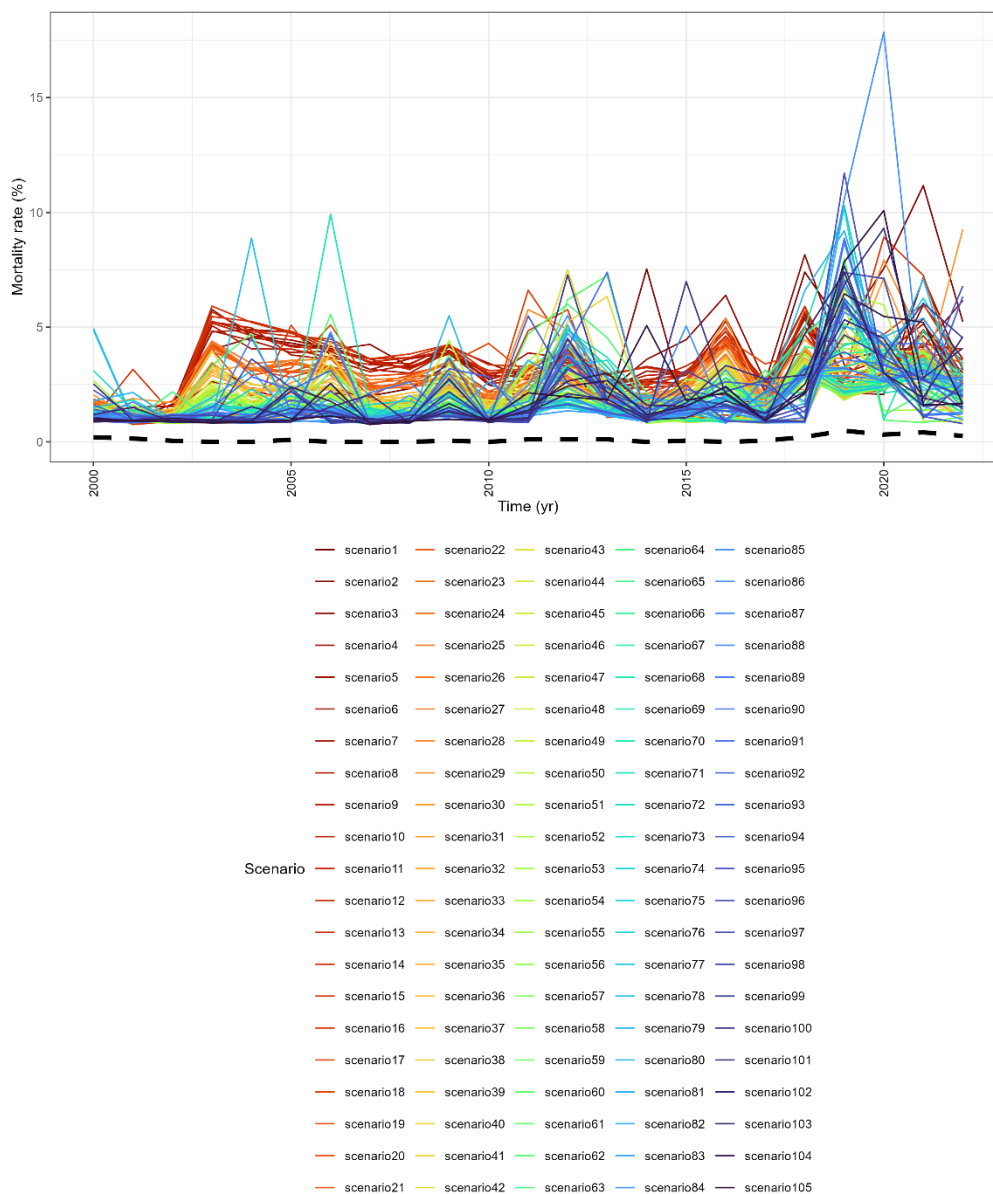 Mortality rate (%)
15
10
5
0
2000 2005 2010 2015 2020
Time (yr)
Scenario
scenario1 scenario22 scenario43 scenario64 scenario85
scenario2 scenario23 scenario44 scenario65 scenario86
scenario3 scenario24 scenario45 scenario66 scenario87
scenario4 scenario25 scenario46 scenario67 scenario88
scenario5 scenario26 scenario47 scenario68 scenario89
scenario6 scenario27 scenario48 scenario69 scenario90
scenario7 scenario28 scenario49 scenario70 scenario91
scenario8 scenario29 scenario50 scenario71 scenario92
scenario9 scenario30 scenario51 scenario72 scenario93
scenario10 scenario31 scenario52 scenario73 scenario94
scenario11 scenario32 scenario53 scenario74 scenario95
scenario12 scenario33 scenario54 scenario75 scenario96
scenario13 scenario34 scenario55 scenario76 scenario97
scenario14 scenario35 scenario56 scenario77 scenario98
scenario15 scenario36 scenario57 scenario78 scenario99
scenario16 scenario37 scenario58 scenario79 scenario100
scenario17 scenario38 scenario59 scenario80 scenario101
scenario18 scenario39 scenario60 scenario81 scenario102
scenario19 scenario40 scenario61 scenario82 scenario103
scenario20 scenario41 scenario62 scenario83 scenario104
scenario21 scenario42 scenario63 scenario84 scenario105